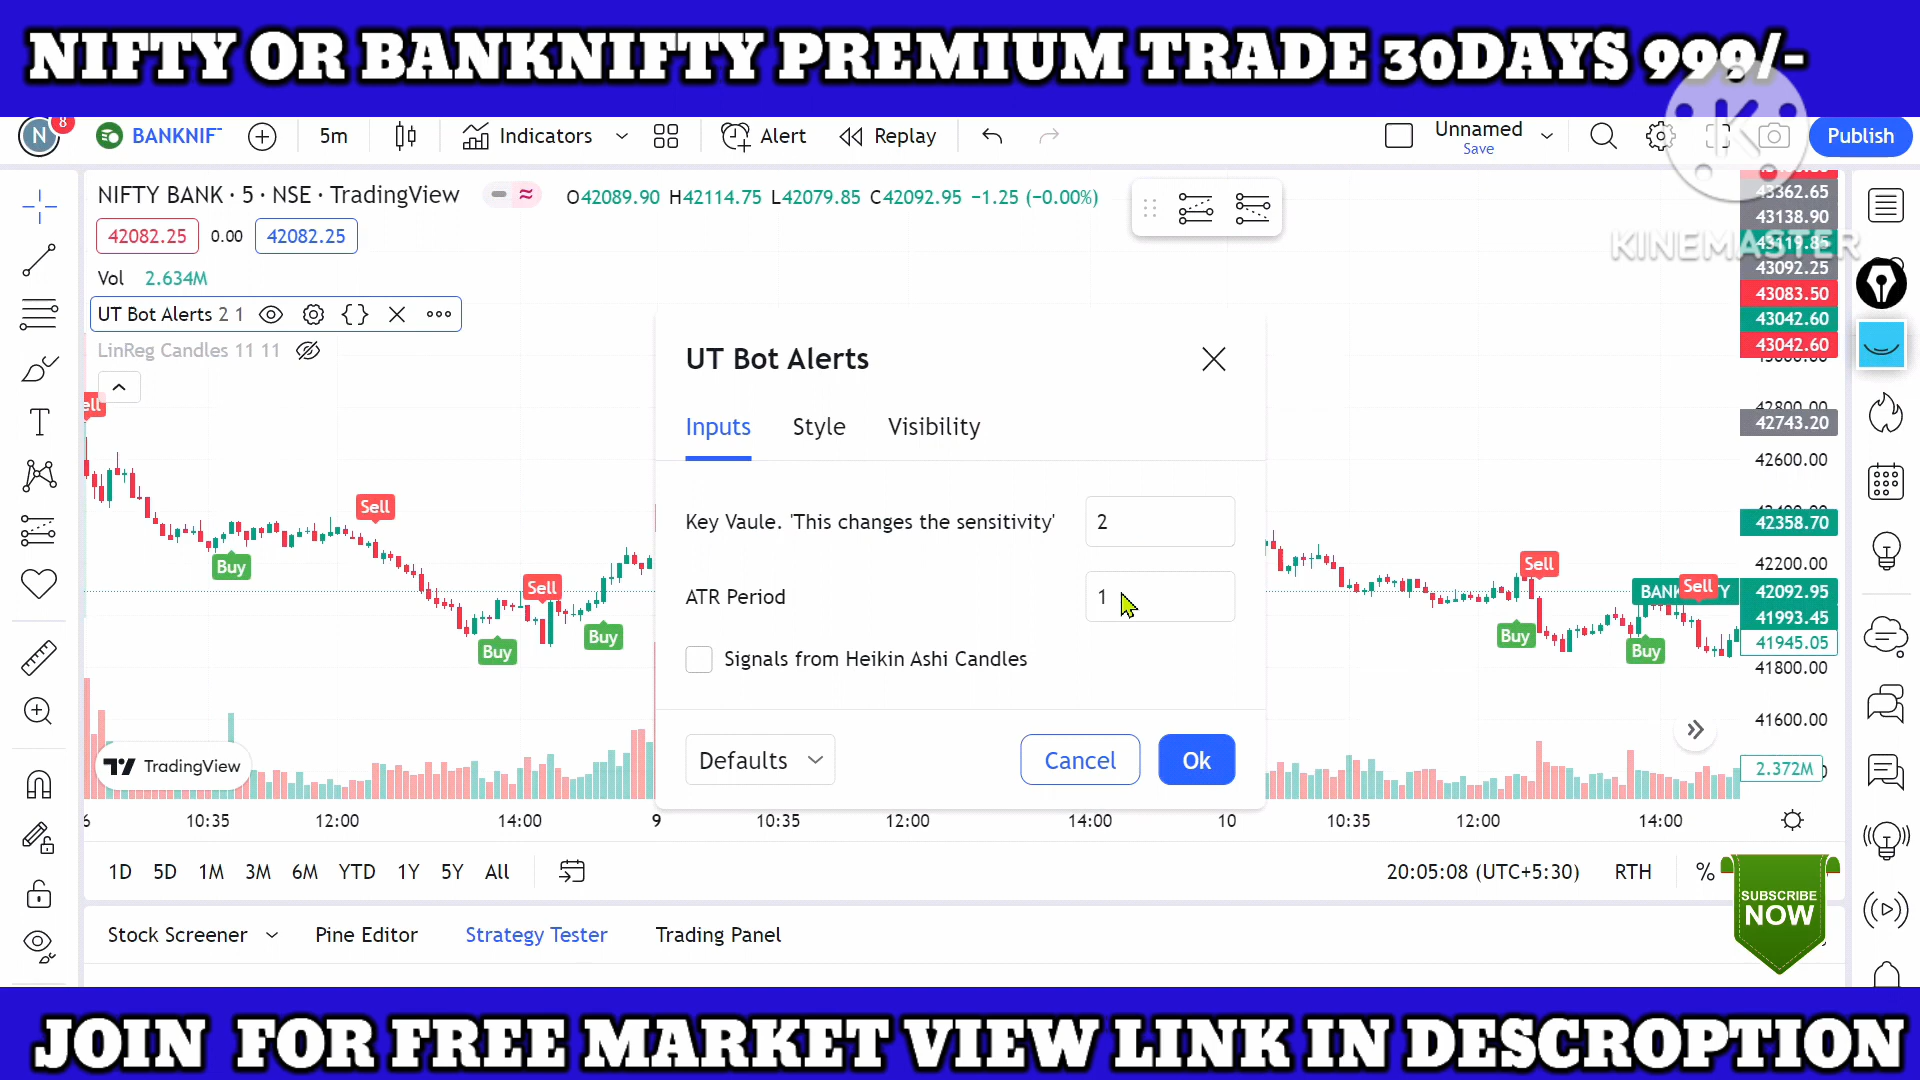 NIFTY OR BANKNIFTY PREMIUM TRADE 30DAYS 999/-
N 8 BANKNIF 5m Indicators Alert Replay Unnamed Save Publish
K
KINEMASTER
NIFTY BANK · 5 · NSE · TradingView O42089.90 H42114.75 L42079.85 C42092.95 −1.25 (−0.00%)
42082.25 0.00 42082.25
Vol 2.634M
UT Bot Alerts 2 1
LinReg Candles 11 11
43362.65
43138.90
43119.85
43092.25
43083.50
43042.60
43042.60
42800.00
42743.20
42600.00
42358.70
42200.00
42092.95
41993.45
41945.05
41800.00
41600.00
2.372M
ell
Buy
Sell
Buy
Sell
Buy
UT Bot Alerts
Inputs Style Visibility
Key Vaule. 'This changes the sensitivity' 2
ATR Period 1
Signals from Heikin Ashi Candles
Defaults Cancel Ok
Sell
Buy
Sell
Buy
TradingView
6 10:35 12:00 14:00 9 10:35 12:00 14:00 10 10:35 12:00 14:00
1D 5D 1M 3M 6M YTD 1Y 5Y All 20:05:08 (UTC+5:30) RTH %
SUBSCRIBE
NOW
Stock Screener Pine Editor Strategy Tester Trading Panel
JOIN FOR FREE MARKET VIEW LINK IN DESCROPTION